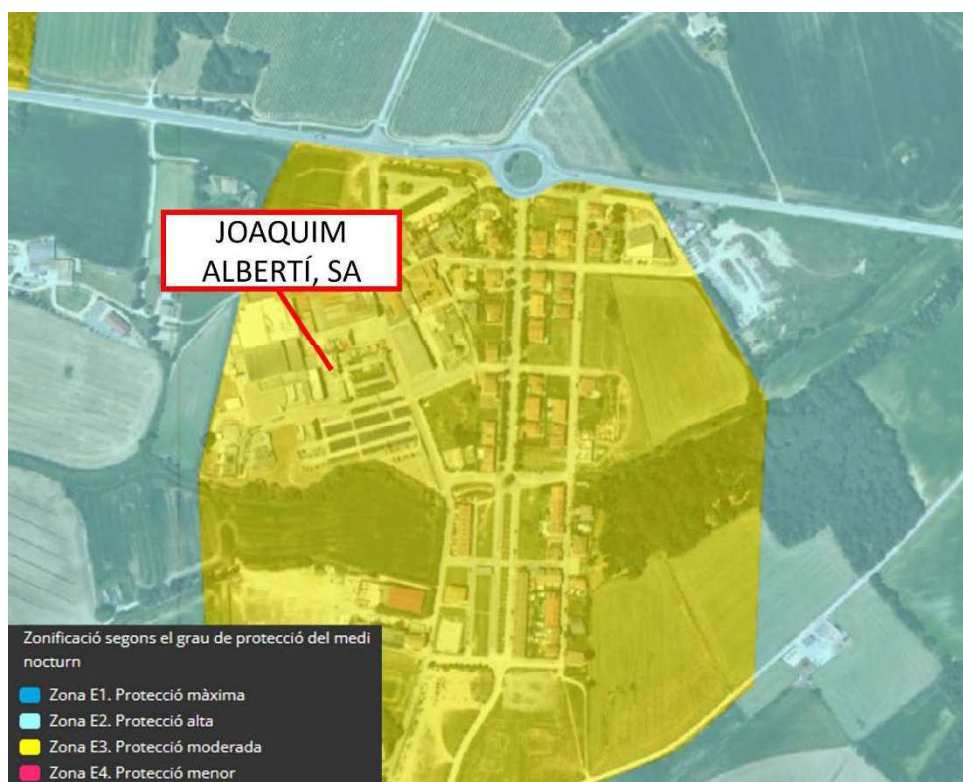 JOAQUIM
ALBERTÍ, SA
Zonificació segons el grau de protecció del medi
nocturn
Zona E1. Protecció màxima
Zona E2. Protecció alta
Zona E3. Protecció moderada
Zona E4. Protecció menor